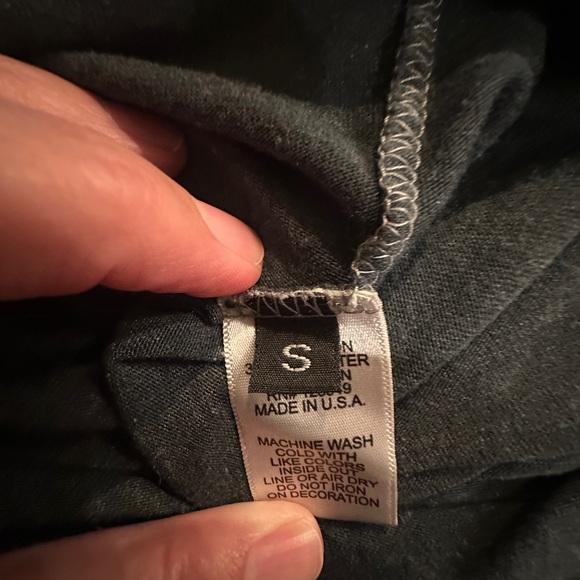 S
MADE IN U.S.A.
MACHINE WASH
COLD WITH
LIKE COLORS
INSIDE OUT
LINE OR AIR DRY
DO NOT IRON
ON DECORATION